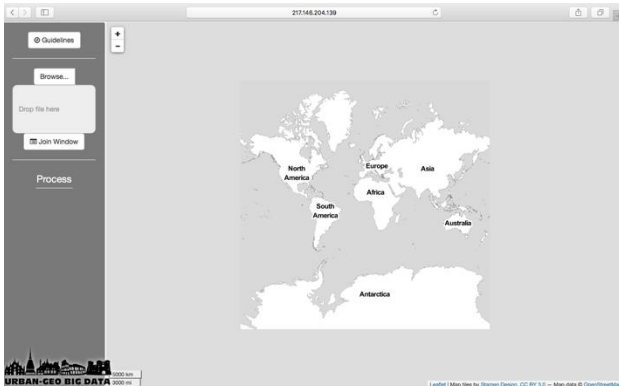 217.146.204.139
Guidelines
Browse...
Drop file here
Join Window
Process
+
−
North
America
Europe
Asia
Africa
South
America
Australia
Antarctica
5000 km
3000 mi
URBAN-GEO BIG DATA
Leaflet | Map tiles by Stamen Design, CC BY 3.0 — Map data © OpenStreetMap